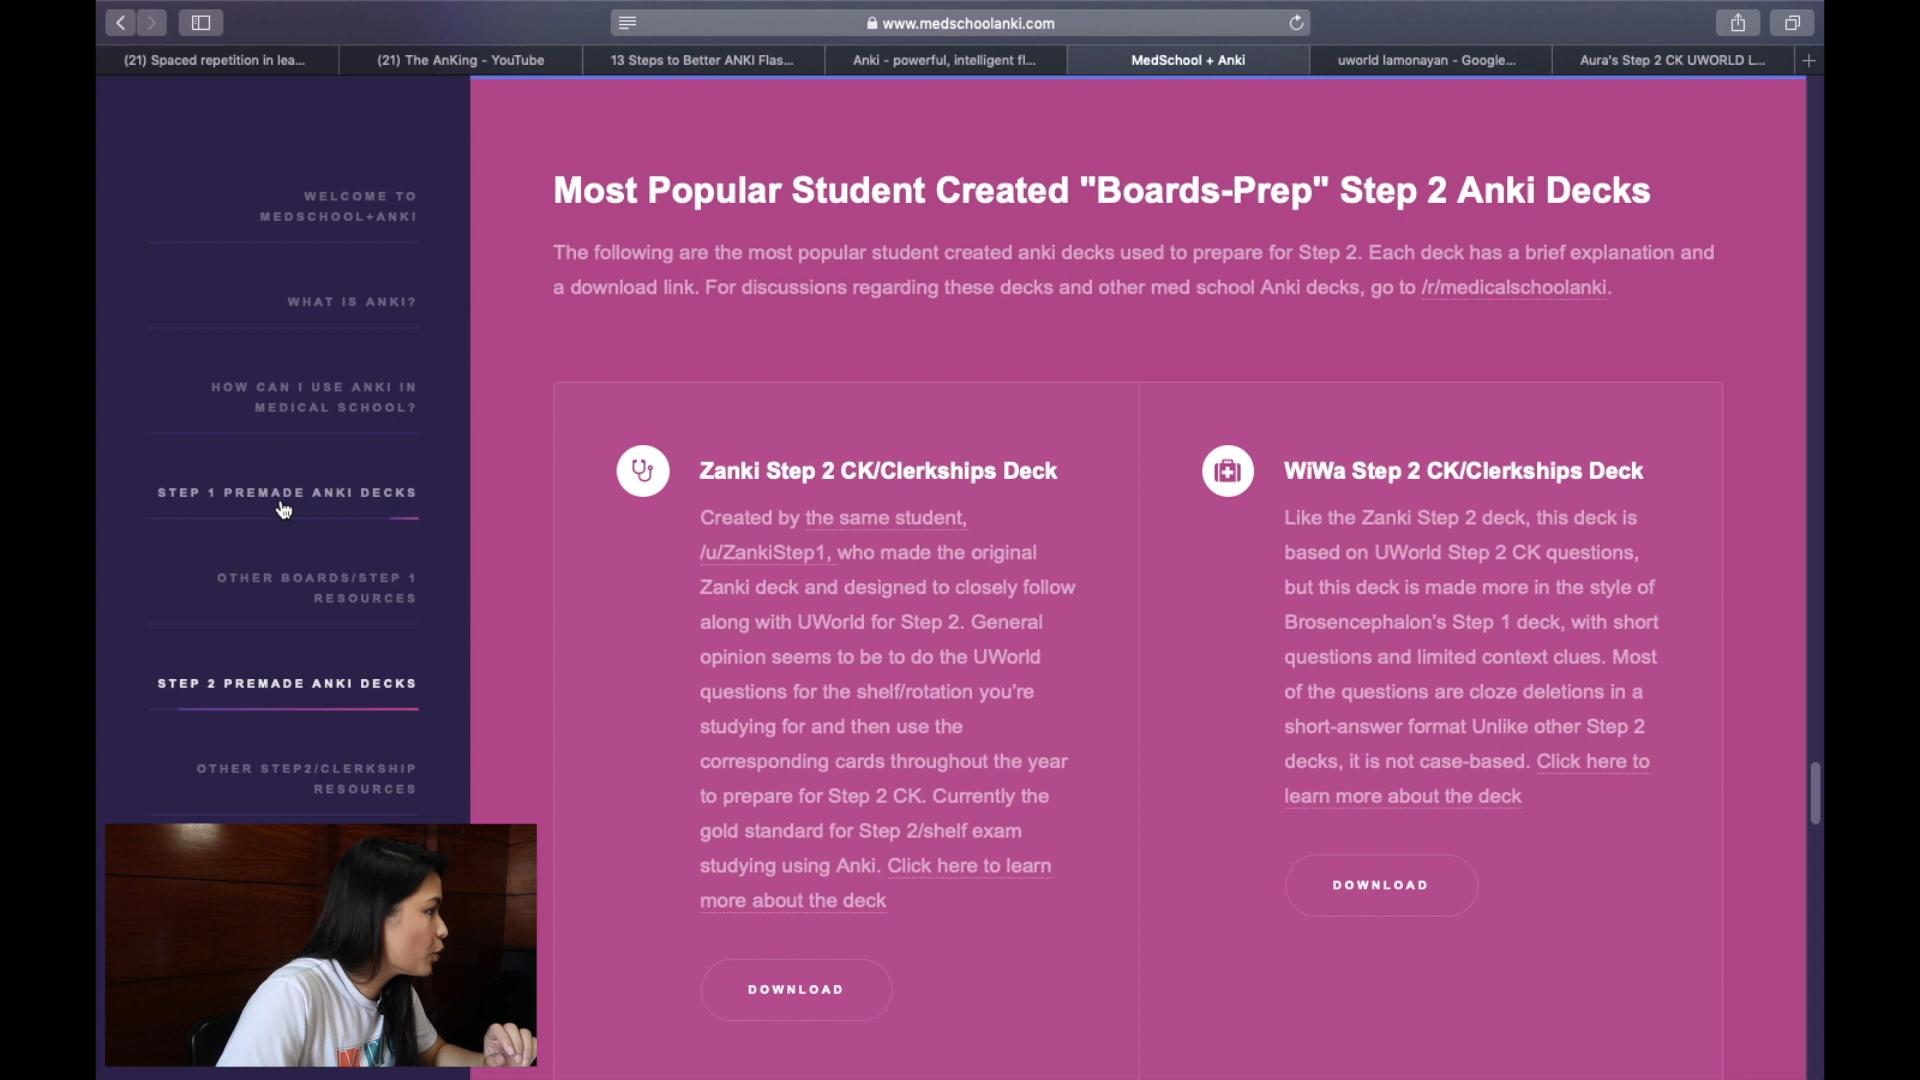 www.medschoolanki.com
(21) Spaced repetition in lea...
(21) The AnKing - YouTube
13 Steps to Better ANKI Flas...
Anki - powerful, intelligent fl...
MedSchool + Anki
uworld lamonayan - Google...
Aura's Step 2 CK UWORLD L...
WELCOME TO
MEDSCHOOL+ANKI
WHAT IS ANKI?
HOW CAN I USE ANKI IN
MEDICAL SCHOOL?
STEP 1 PREMADE ANKI DECKS
OTHER BOARDS/STEP 1
RESOURCES
STEP 2 PREMADE ANKI DECKS
OTHER STEP2/CLERKSHIP
RESOURCES
Most Popular Student Created "Boards-Prep" Step 2 Anki Decks
The following are the most popular student created anki decks used to prepare for Step 2. Each deck has a brief explanation and
a download link. For discussions regarding these decks and other med school Anki decks, go to /r/medicalschoolanki.
Zanki Step 2 CK/Clerkships Deck
Created by the same student,
/u/ZankiStep1, who made the original
Zanki deck and designed to closely follow
along with UWorld for Step 2. General
opinion seems to be to do the UWorld
questions for the shelf/rotation you're
studying for and then use the
corresponding cards throughout the year
to prepare for Step 2 CK. Currently the
gold standard for Step 2/shelf exam
studying using Anki. Click here to learn
more about the deck
DOWNLOAD
WiWa Step 2 CK/Clerkships Deck
Like the Zanki Step 2 deck, this deck is
based on UWorld Step 2 CK questions,
but this deck is made more in the style of
Brosencephalon's Step 1 deck, with short
questions and limited context clues. Most
of the questions are cloze deletions in a
short-answer format Unlike other Step 2
decks, it is not case-based. Click here to
learn more about the deck
DOWNLOAD